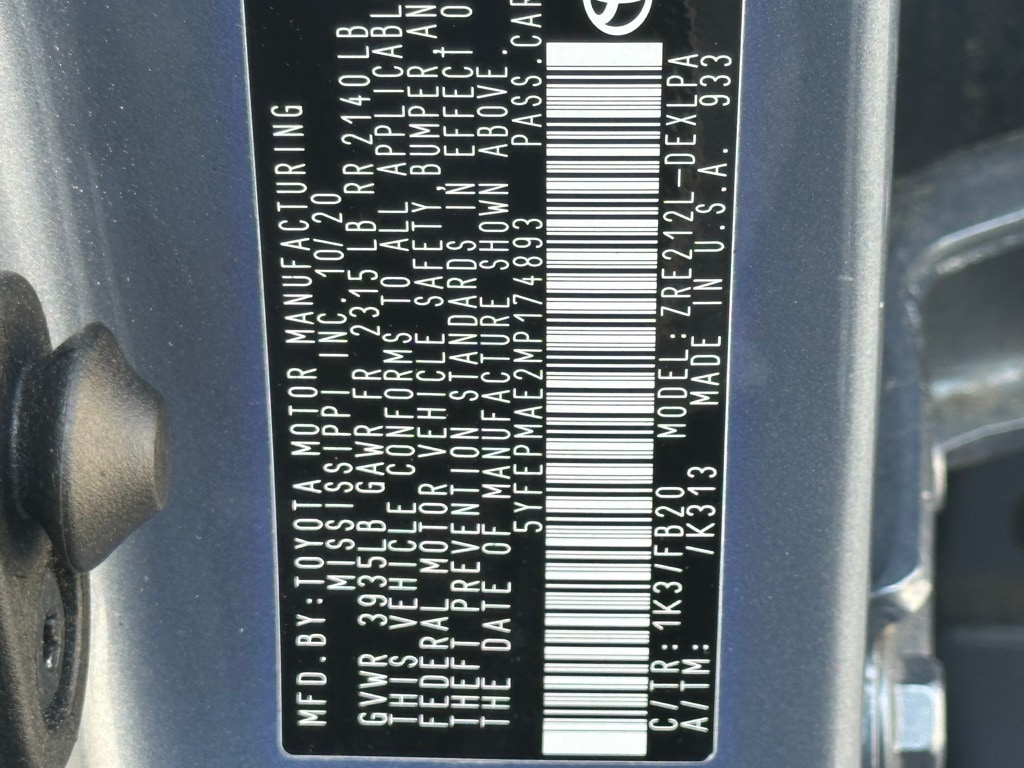 MFD.BY:TOYOTA MOTOR MANUFACTURING
MISSISSIPPI INC. 10/20
GVWR 3935LB GAWR FR 2315LB RR 2140LB
THIS VEHICLE CONFORMS TO ALL APPLICABL
FEDERAL MOTOR VEHICLE SAFETY,BUMPER,AN
THEFT PREVENTION STANDARDS IN EFFECT O
THE DATE OF MANUFACTURE SHOWN ABOVE.
5YFEPMAE2MP174893 PASS.CAR
C/TR:1K3/FB20 MODEL:ZRE212L-DEXLPA
A/TM: /K313 MADE IN U.S.A. 933